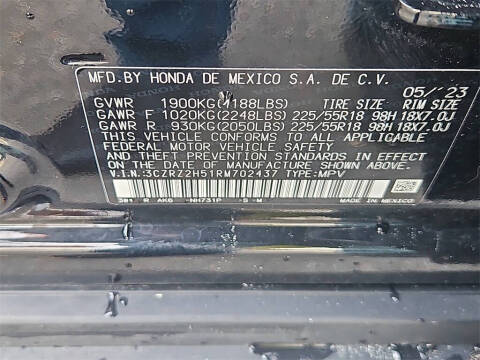 MFD.BY HONDA DE MEXICO S.A. DE C.V. 05/'23
GVWR 1900KG(4188LBS) TIRE SIZE RIM SIZE
GAWR F 1020KG(2248LBS) 225/55R18 98H 18X7.0J
GAWR R 930KG(2050LBS) 225/55R18 98H 18X7.0J
THIS VEHICLE CONFORMS TO ALL APPLICABLE
FEDERAL MOTOR VEHICLE SAFETY
AND THEFT PREVENTION STANDARDS IN EFFECT
ON THE DATE OF MANUFACTURE SHOWN ABOVE.
V.I.N.:3CZRZ2H51RM702437 TYPE:MPV
R AK6 NH731P S M MADE IN MEXICO